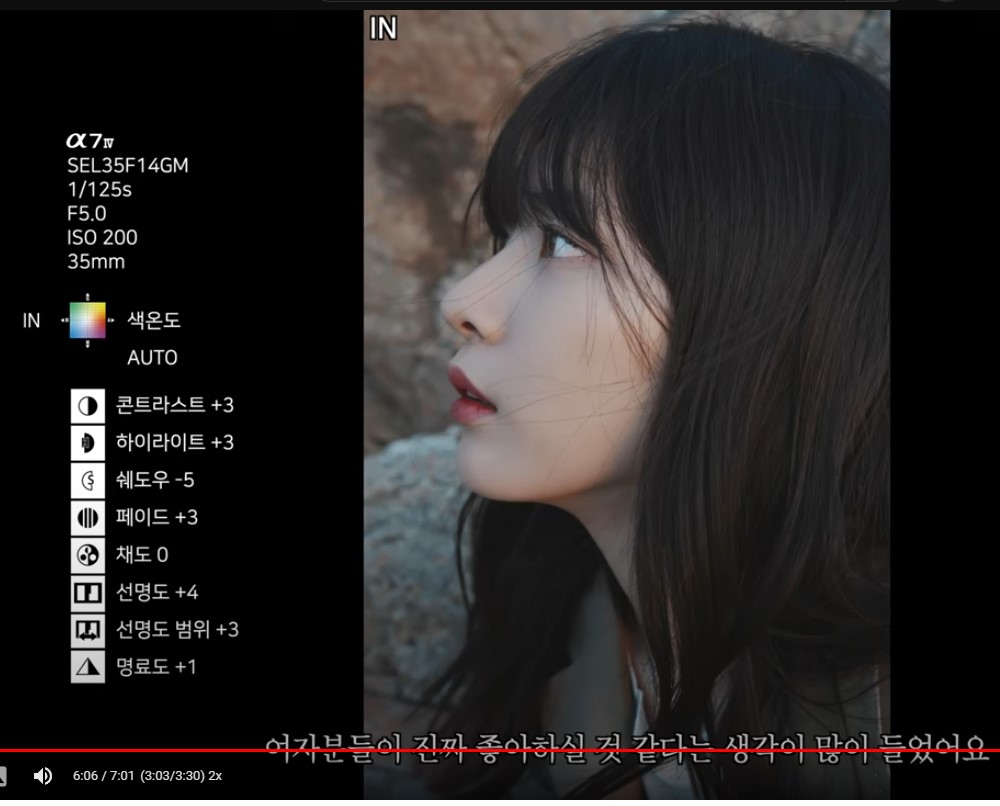 IN
α7IV
SEL35F14GM
1/125s
F5.0
ISO 200
35mm
IN 색온도
AUTO
콘트라스트 +3
하이라이트 +3
쉐도우 -5
페이드 +3
채도 0
선명도 +4
선명도 범위 +3
명료도 +1
여자분들이 진짜 좋아하실 것 같다는 생각이 많이 들었어요
6:06 / 7:01 (3:03/3:30) 2x